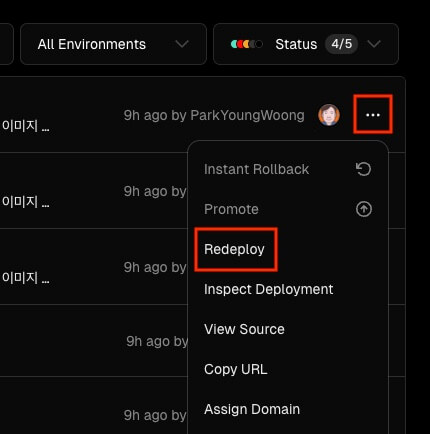 All Environments
Status 4/5
이미지 ...
9h ago by ParkYoungWoong
Instant Rollback
Promote
이미지 ...
9h ago by
Redeploy
이미지 ...
9h ago by
Inspect Deployment
View Source
9h ago by
Copy URL
Assign Domain
9h ago by